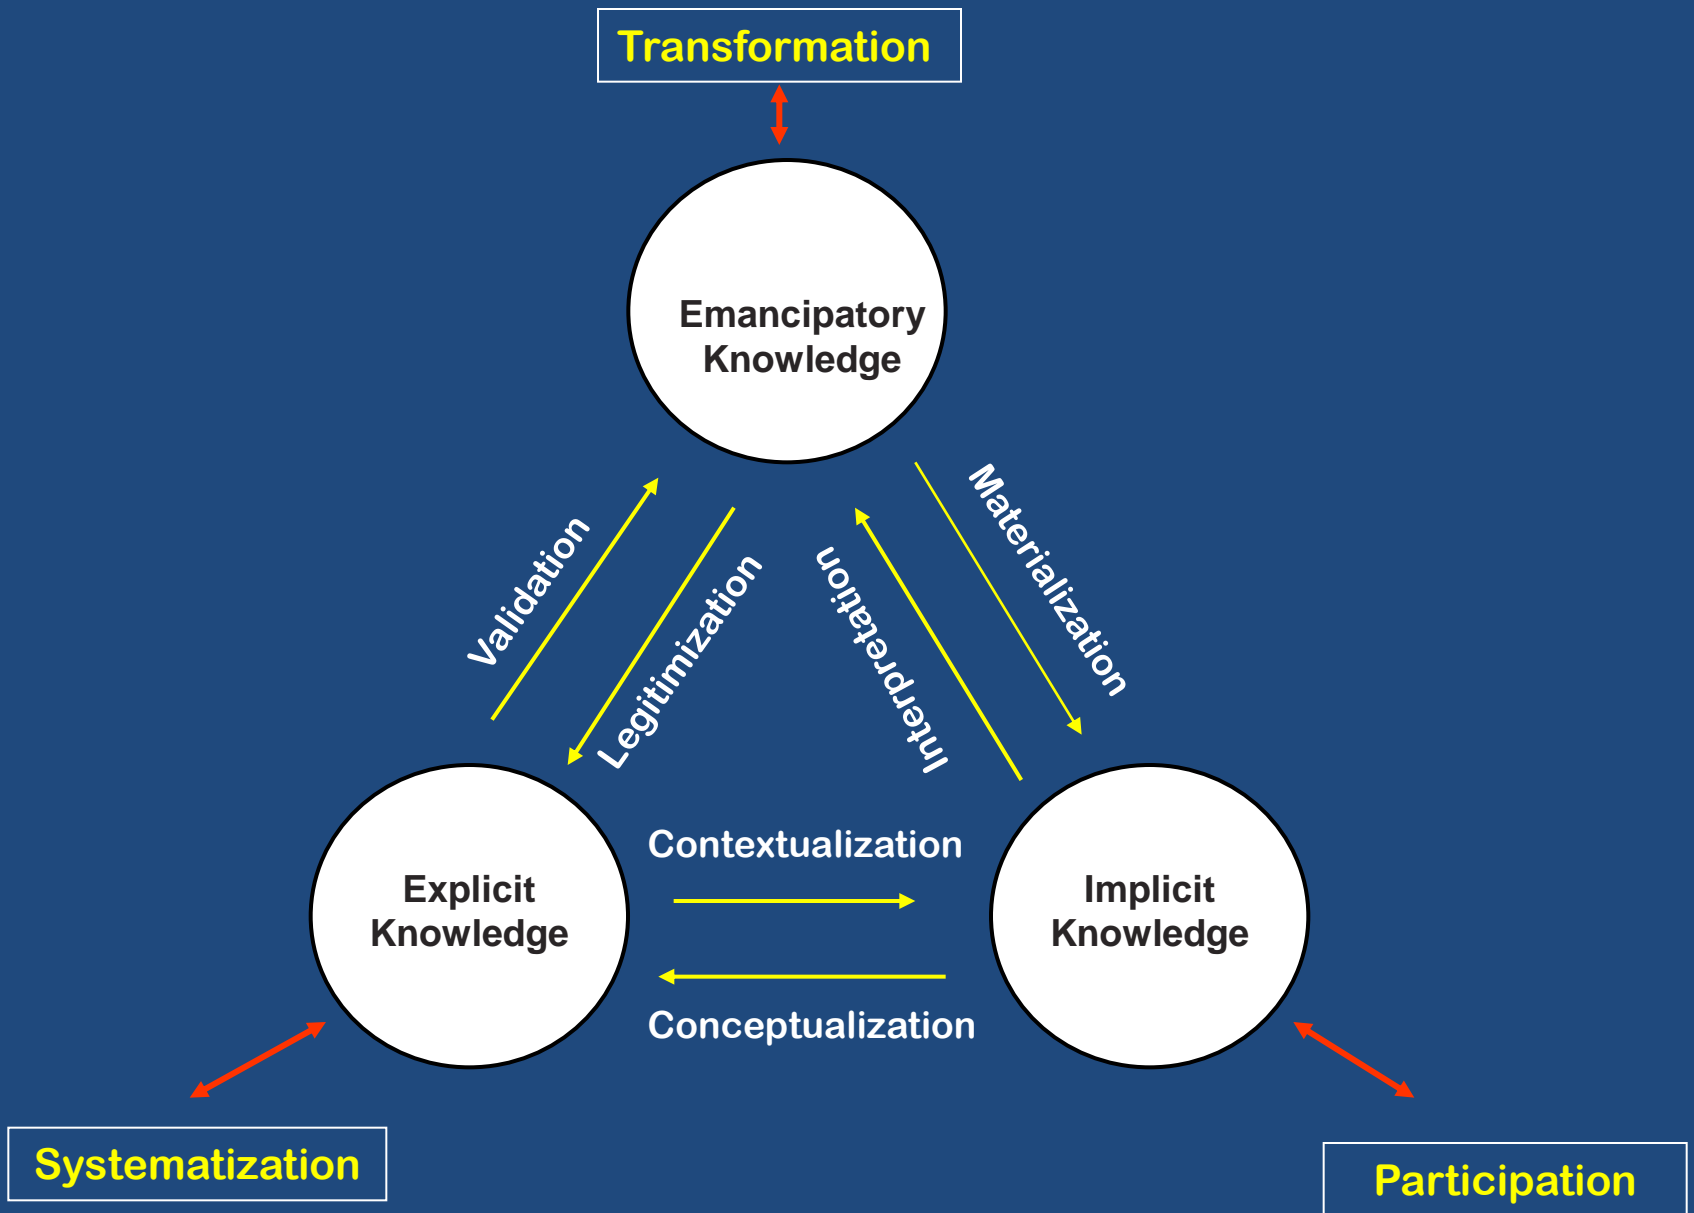 Transformation
Emancipatory
Knowledge
Validation
Legitimization
Interpretation
Materialization
Contextualization
Explicit
Knowledge
Implicit
Knowledge
Conceptualization
Systematization
Participation